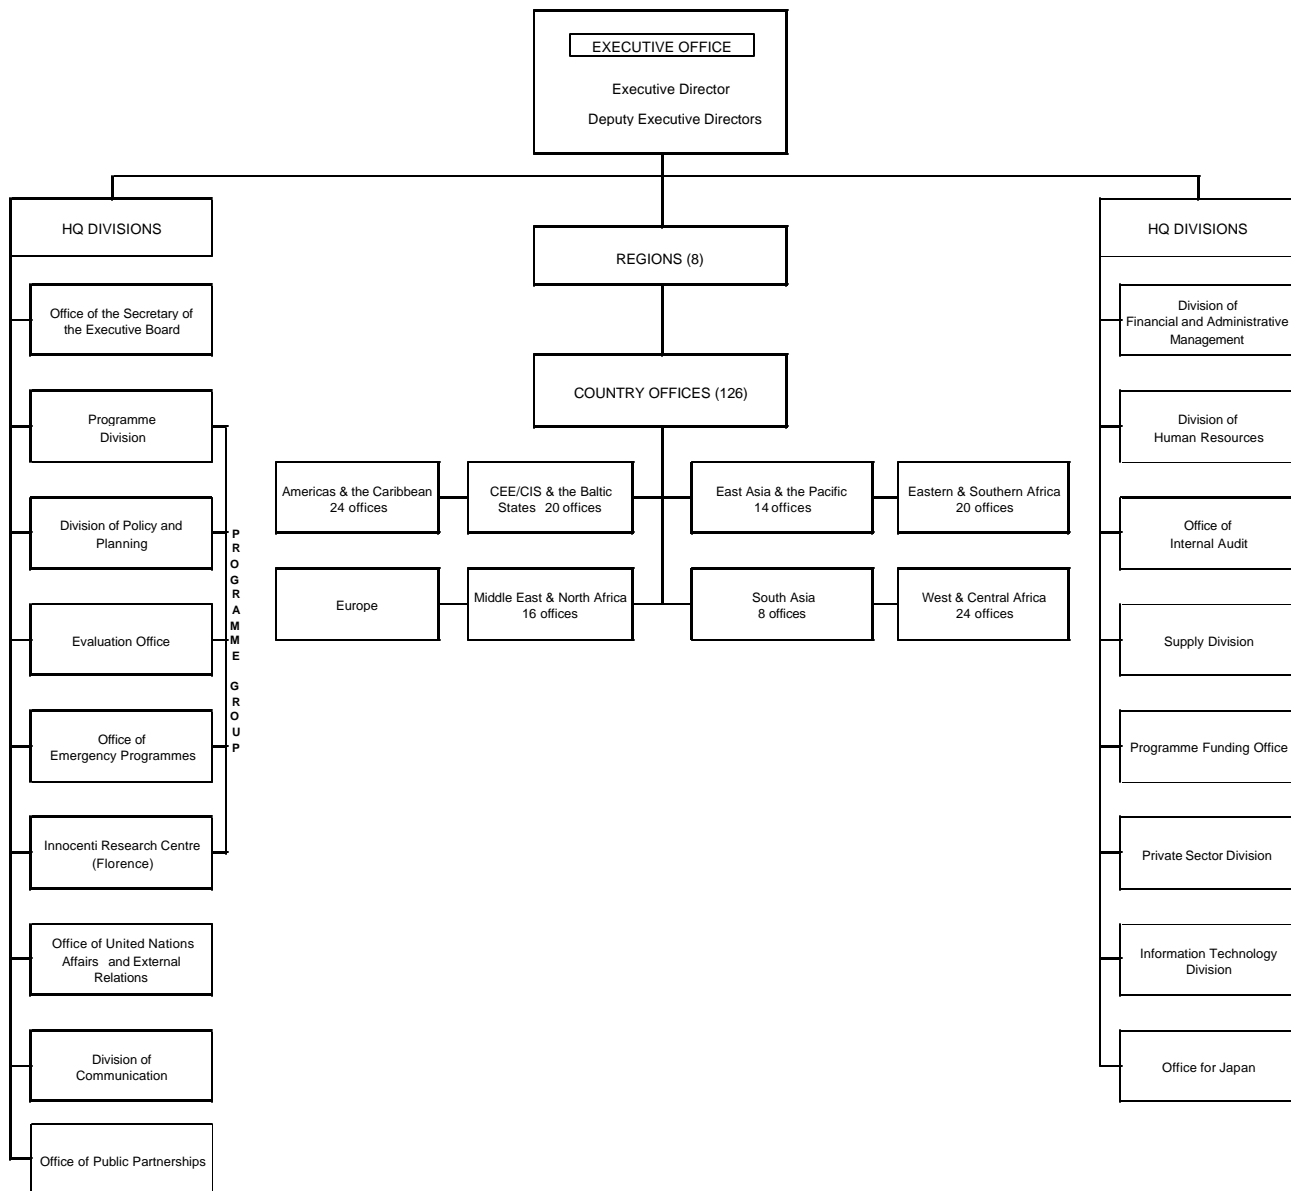 EXECUTIVE OFFICE
Executive Director
Deputy Executive Directors
HQ DIVISIONS
Office of the Secretary of
the Executive Board
Programme
Division
Division of Policy and
Planning
Evaluation Office
Office of
Emergency Programmes
Innocenti Research Centre
(Florence)
PROGRAMME GROUP
Office of United Nations
Affairs and External
Relations
Division of
Communication
Office of Public Partnerships
REGIONS (8)
COUNTRY OFFICES (126)
Americas & the Caribbean
24 offices
CEE/CIS & the Baltic
States 20 offices
East Asia & the Pacific
14 offices
Eastern & Southern Africa
20 offices
Europe
Middle East & North Africa
16 offices
South Asia
8 offices
West & Central Africa
24 offices
HQ DIVISIONS
Division of
Financial and Administrative
Management
Division of
Human Resources
Office of
Internal Audit
Supply Division
Programme Funding Office
Private Sector Division
Information Technology
Division
Office for Japan